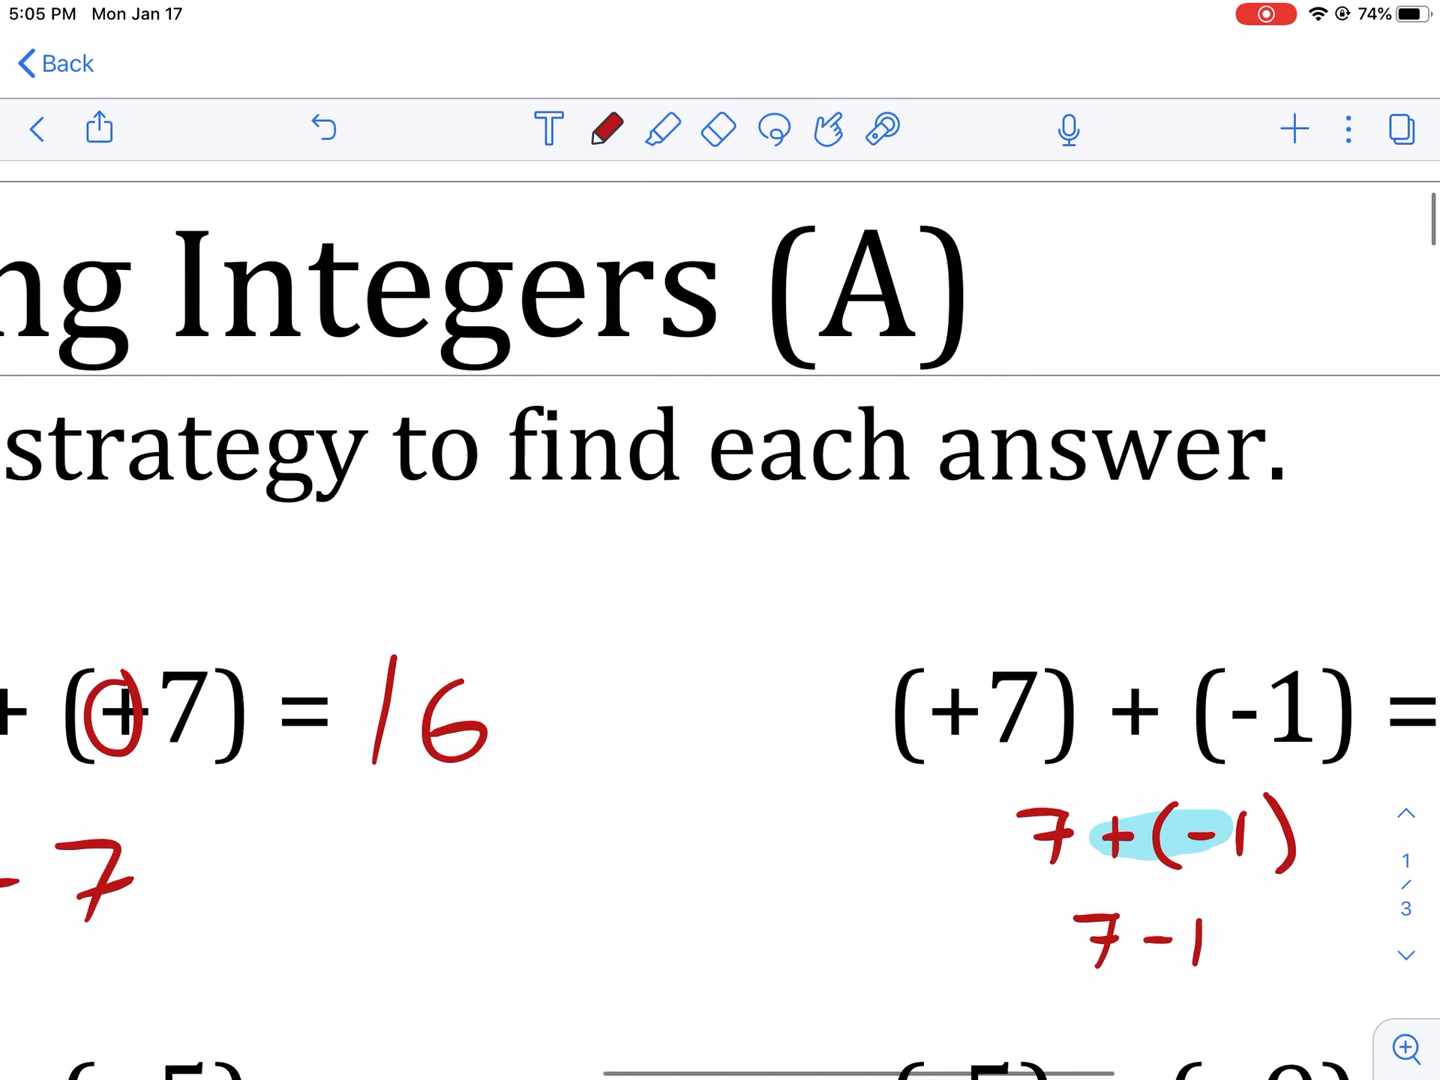 5:05 PM Mon Jan 17 74%
Back
T
ng Integers (A)
strategy to find each answer.
+ (+7) = 16
(+7) + (-1) =
7 + (-1)
- 7
7 - 1
1
/
3